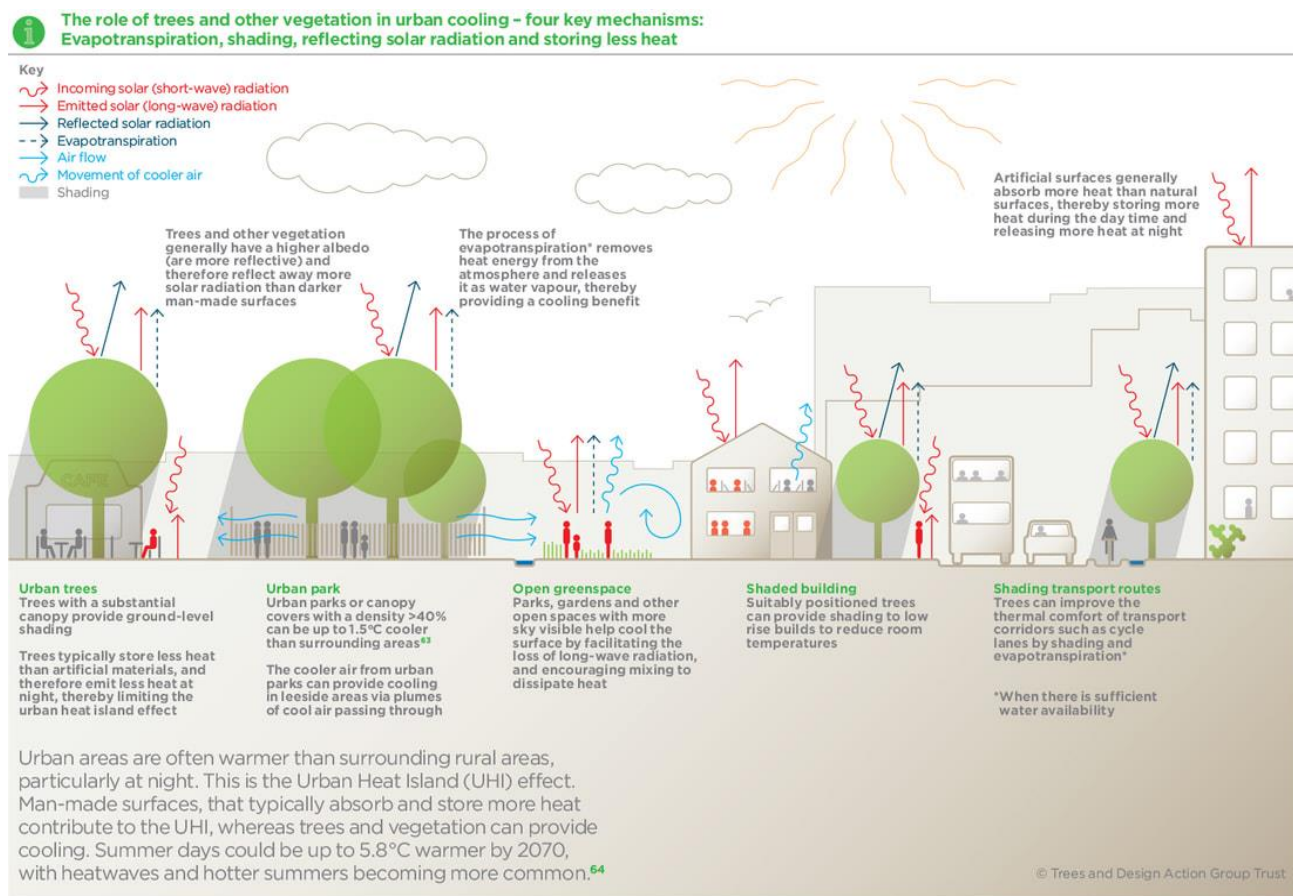 The role of trees and other vegetation in urban cooling – four key mechanisms:
Evapotranspiration, shading, reflecting solar radiation and storing less heat
Key
Incoming solar (short-wave) radiation
Emitted solar (long-wave) radiation
Reflected solar radiation
Evapotranspiration
Air flow
Movement of cooler air
Shading
Trees and other vegetation
generally have a higher albedo
(are more reflective) and
therefore reflect away more
solar radiation than darker
man-made surfaces
The process of
evapotranspiration* removes
heat energy from the
atmosphere and releases
it as water vapour, thereby
providing a cooling benefit
Artificial surfaces generally
absorb more heat than natural
surfaces, thereby storing more
heat during the day time and
releasing more heat at night
CAFE
Urban trees
Trees with a substantial
canopy provide ground-level
shading
Trees typically store less heat
than artificial materials, and
therefore emit less heat at
night, thereby limiting the
urban heat island effect
Urban park
Urban parks or canopy
covers with a density >40%
can be up to 1.5°C cooler
than surrounding areas⁶³
The cooler air from urban
parks can provide cooling
in leeside areas via plumes
of cool air passing through
Open greenspace
Parks, gardens and other
open spaces with more
sky visible help cool the
surface by facilitating the
loss of long-wave radiation,
and encouraging mixing to
dissipate heat
Shaded building
Suitably positioned trees
can provide shading to low
rise builds to reduce room
temperatures
Shading transport routes
Trees can improve the
thermal comfort of transport
corridors such as cycle
lanes by shading and
evapotranspiration*
*When there is sufficient
water availability
Urban areas are often warmer than surrounding rural areas,
particularly at night. This is the Urban Heat Island (UHI) effect.
Man-made surfaces, that typically absorb and store more heat
contribute to the UHI, whereas trees and vegetation can provide
cooling. Summer days could be up to 5.8°C warmer by 2070,
with heatwaves and hotter summers becoming more common.⁶⁴
© Trees and Design Action Group Trust